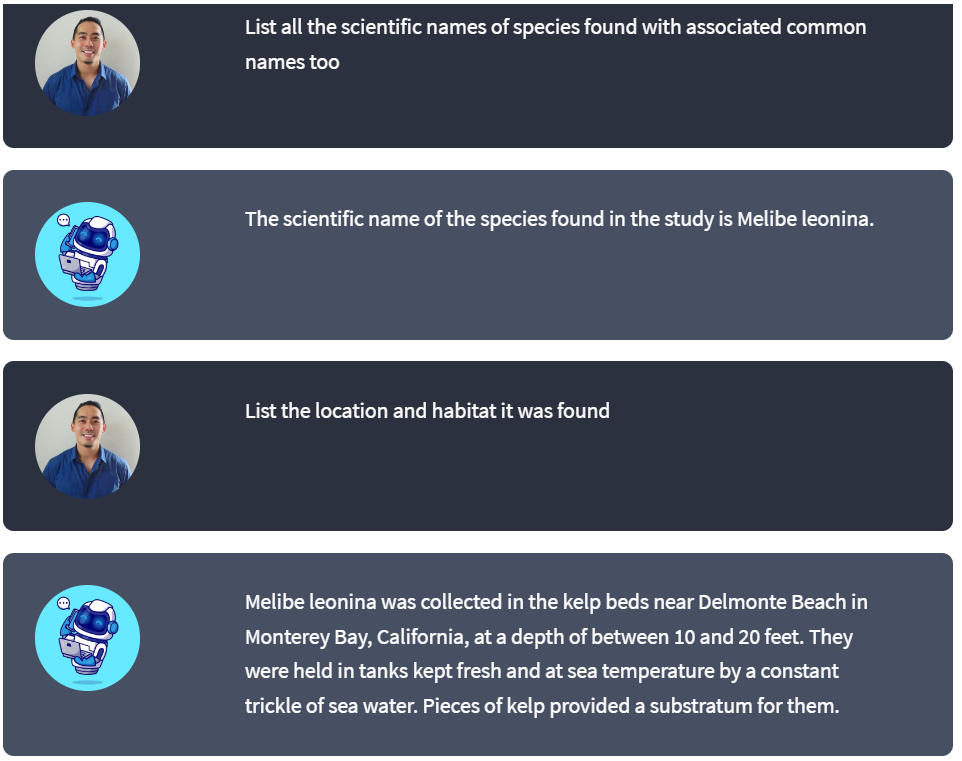 List all the scientific names of species found with associated common
names too
The scientific name of the species found in the study is Melibe leonina.
List the location and habitat it was found
Melibe leonina was collected in the kelp beds near Delmonte Beach in
Monterey Bay, California, at a depth of between 10 and 20 feet. They
were held in tanks kept fresh and at sea temperature by a constant
trickle of sea water. Pieces of kelp provided a substratum for them.